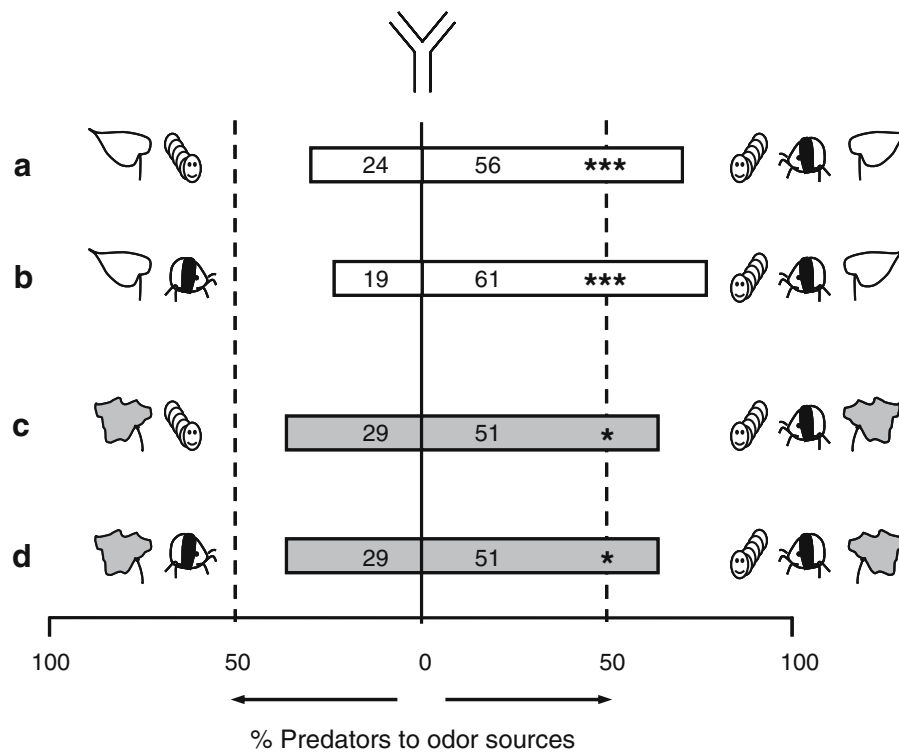 a 24 56 ***
b 19 61 ***
c 29 51 *
d 29 51 *
100 50 0 50 100
% Predators to odor sources